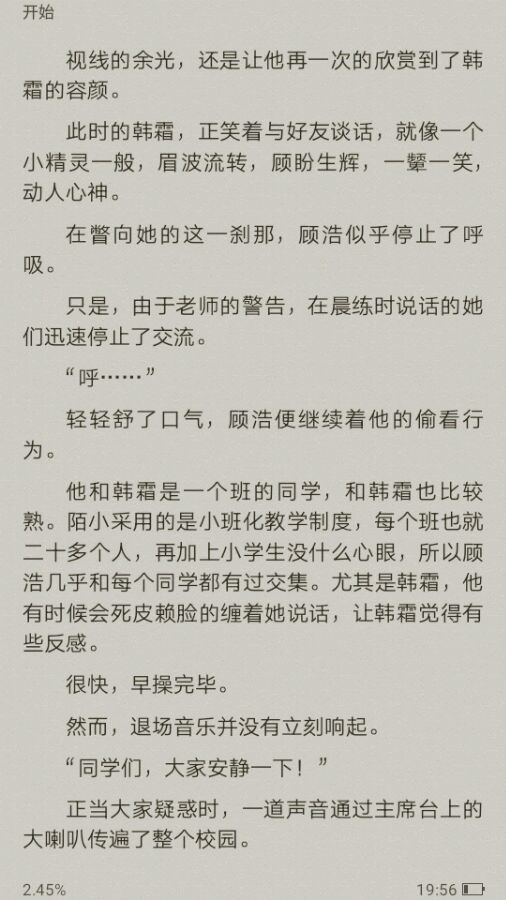 开始
视线的余光，还是让他再一次的欣赏到了韩
霜的容颜。
此时的韩霜，正笑着与好友谈话，就像一个
小精灵一般，眉波流转，顾盼生辉，一颦一笑，
动人心神。
在瞥向她的这一刹那，顾浩似乎停止了呼
吸。
只是，由于老师的警告，在晨练时说话的她
们迅速停止了交流。
“呼……”
轻轻舒了口气，顾浩便继续着他的偷看行
为。
他和韩霜是一个班的同学，和韩霜也比较
熟。陌小采用的是小班化教学制度，每个班也就
二十多个人，再加上小学生没什么心眼，所以顾
浩几乎和每个同学都有过交集。尤其是韩霜，他
有时候会死皮赖脸的缠着她说话，让韩霜觉得有
些反感。
很快，早操完毕。
然而，退场音乐并没有立刻响起。
“同学们，大家安静一下！”
正当大家疑惑时，一道声音通过主席台上的
大喇叭传遍了整个校园。
2.45%
19:56